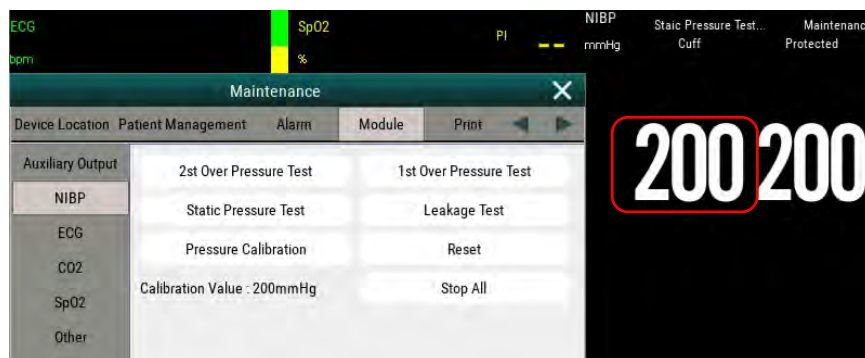 ECG
bpm
SpO2
%
PI
--
NIBP
mmHg
Staic Pressure Test...
Cuff
Maintenanc
Protected
200 200
Maintenance
Device Location Patient Management Alarm Module Print
Auxiliary Output
NIBP
ECG
CO2
SpO2
Other
2st Over Pressure Test 1st Over Pressure Test
Static Pressure Test Leakage Test
Pressure Calibration Reset
Calibration Value : 200mmHg Stop All